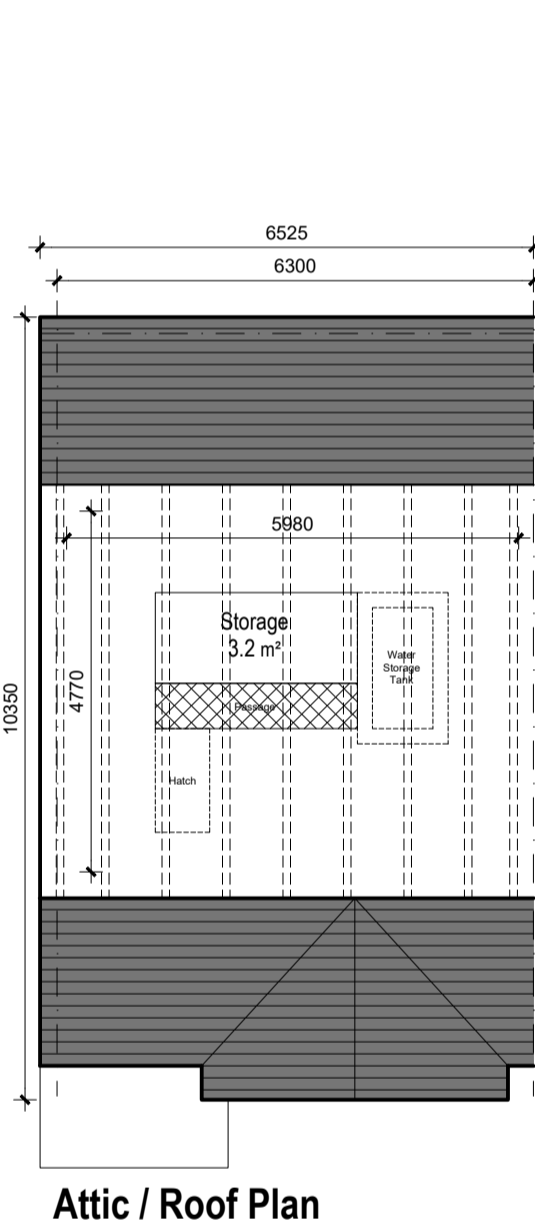 6525
6300
5980
10350
4770
Storage
3.2 m²
Water
Storage
Tank
Passage
Hatch
Attic / Roof Plan